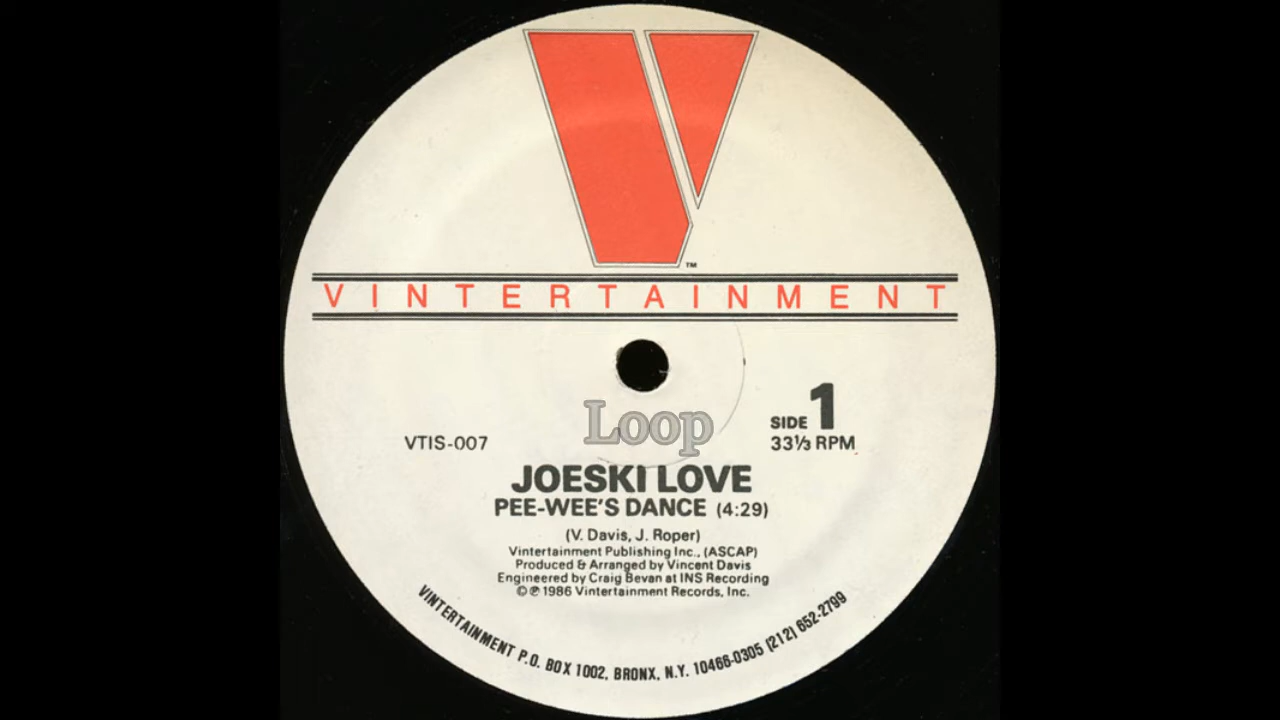 TM
VINTERTAINMENT
Loop
SIDE 1
VTIS-007
33⅓ RPM
JOESKI LOVE
PEE-WEE'S DANCE (4:29)
(V. Davis, J. Roper)
Vintertainment Publishing Inc., (ASCAP)
Produced & Arranged by Vincent Davis
Engineered by Craig Bevan at INS Recording
© ℗ 1986 Vintertainment Records, Inc.
VINTERTAINMENT P.O. BOX 1002, BRONX, N.Y. 10466-0305 (212) 652-2799